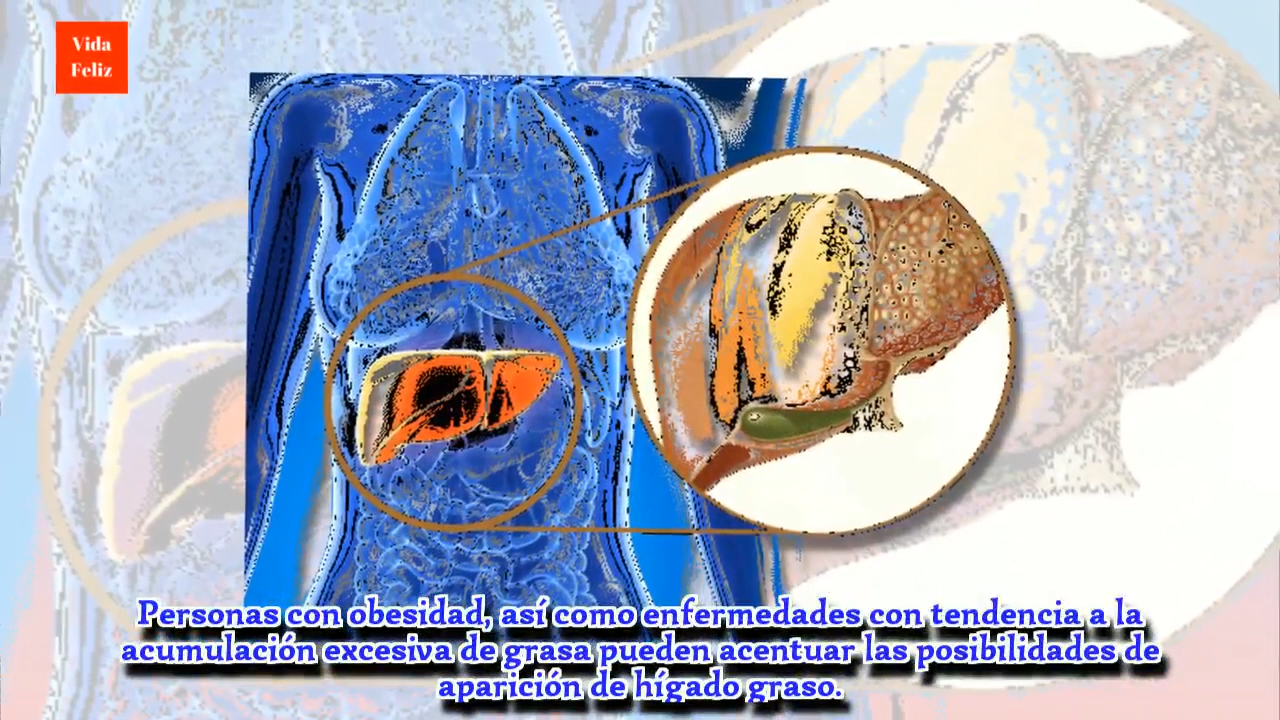 Vida
Feliz
Personas con obesidad, así como enfermedades con tendencia a la
acumulación excesiva de grasa pueden acentuar las posibilidades de
aparición de hígado graso.